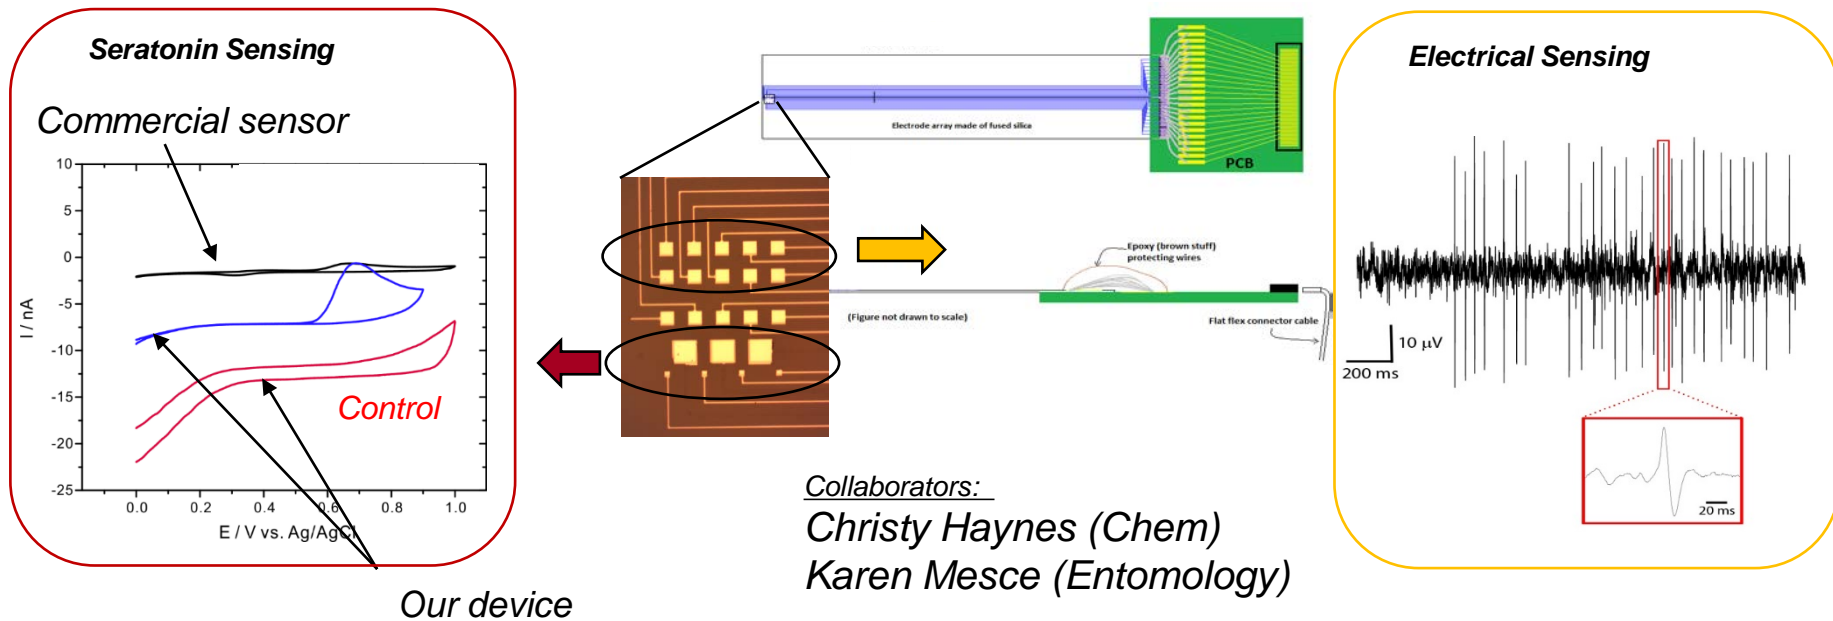 Seratonin Sensing
Commercial sensor
10
5
0
-5
-10
-15
-20
-25
I / nA
0.0 0.2 0.4 0.6 0.8 1.0
E / V vs. Ag/AgCl
Control
Our device
Electrode array made of fused silica
PCB
Epoxy (brown stuff)
protecting wires
(Figure not drawn to scale)
Flat flex connector cable
Collaborators:
Christy Haynes (Chem)
Karen Mesce (Entomology)
Electrical Sensing
10 μV
200 ms
20 ms